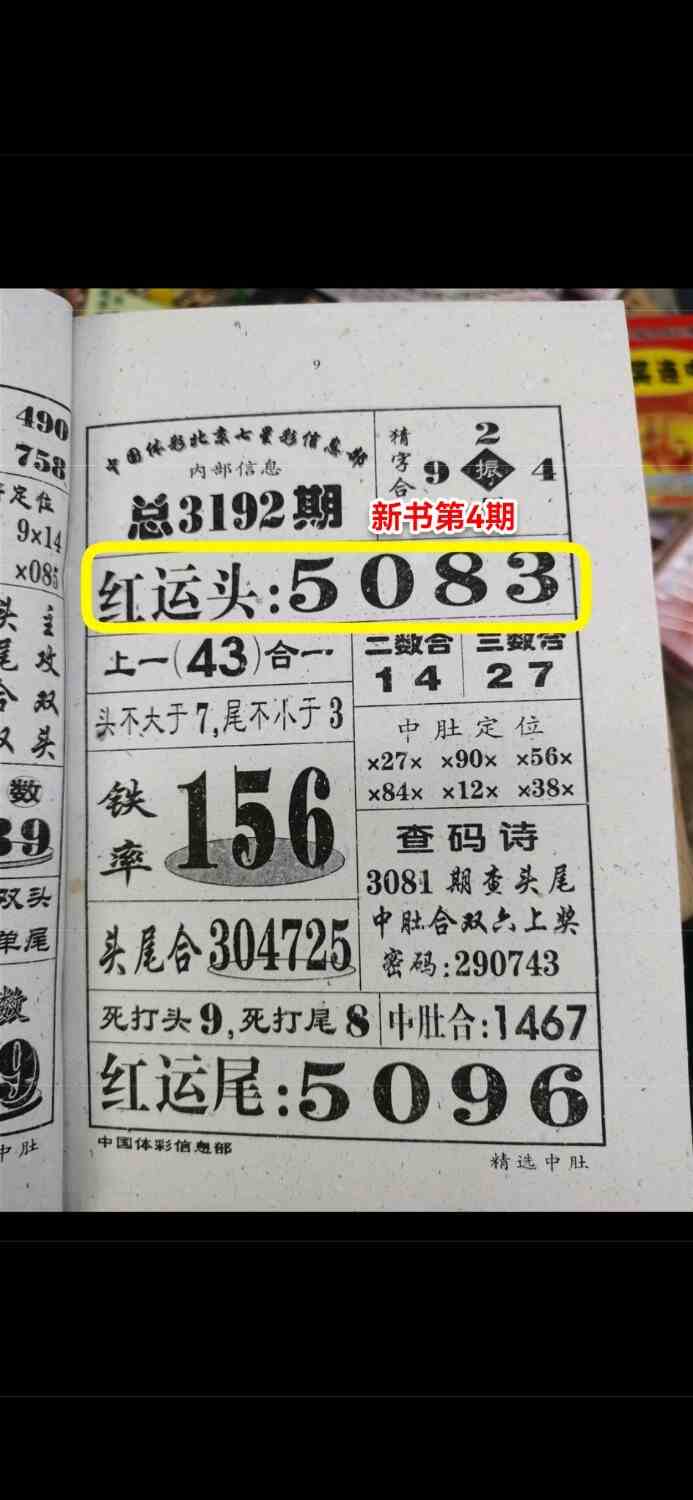 9
490
758
定位
9×14
×085
头 主
尾 攻
合 双
双 头
数
39
双头
单尾
数
9
中肚
中国体彩北京七星彩信息部
内部信息
总3192期
猜字合
2
9 振 4
新书第4期
红运头:5083
上一(43)合一
二数合
14
三数合
27
头不大于7,尾不小于3
中肚定位
×27× ×90× ×56×
×84× ×12× ×38×
铁率
156
查码诗
3081期查头尾
中肚合双六上奖
密码:290743
头尾合304725
死打头9,死打尾8
中肚合:1467
红运尾:5096
中国体彩信息部
精选中肚